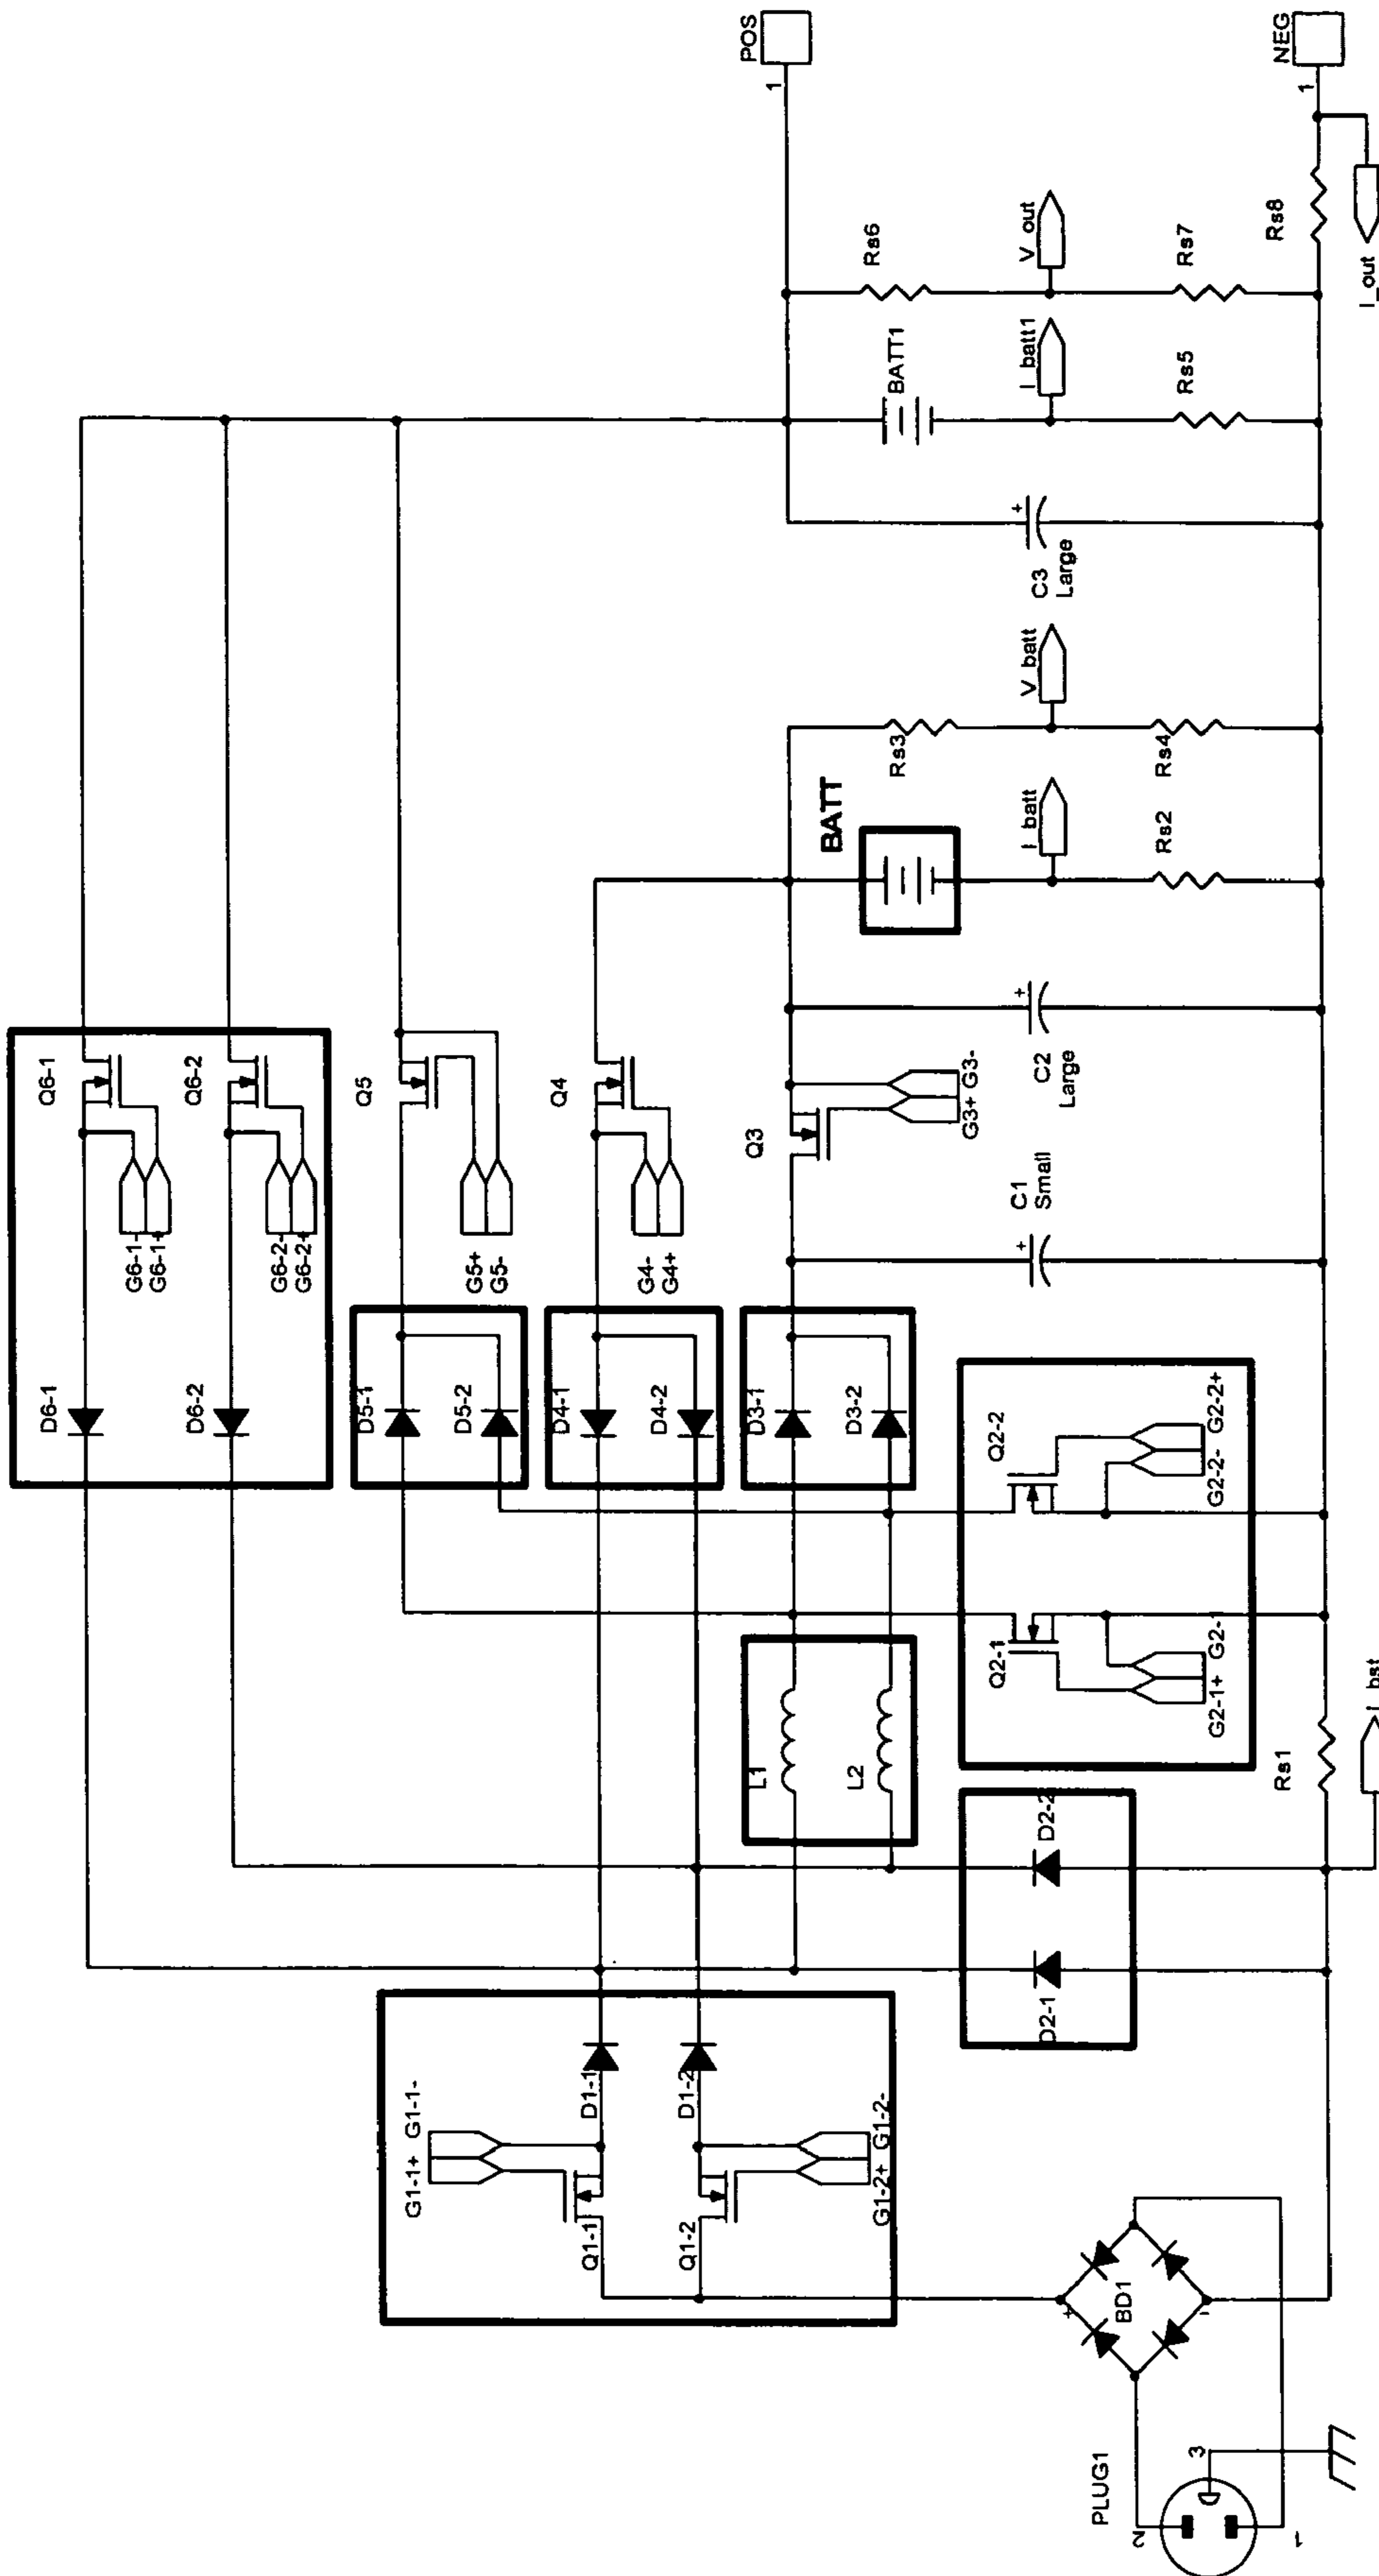 POS
1
NEG
1
Rs8
I_out
Rs6
V_out
Rs7
BATT1
I_batt1
Rs5
+
C3
Large
V_batt
Rs3
Rs4
BATT
I_batt
Rs2
+
C2
Large
Q6-1
G6-1-
G6-1+
D6-1
Q6-2
G6-2-
G6-2+
D6-2
Q5
G5+
G5-
D5-1
D5-2
Q4
G4-
G4+
D4-1
D4-2
Q3
G3+
G3-
C1
Small
+
D3-1
D3-2
Q2-2
G2-2-
G2-2+
Q2-1
G2-1+
G2-1
L1
L2
Rs1
D2-2
D2-1
G1-1+
G1-1-
D1-1
D1-2
Q1-1
Q1-2
G1-2+
G1-2-
+
BD1
-
PLUG1
2
3
1